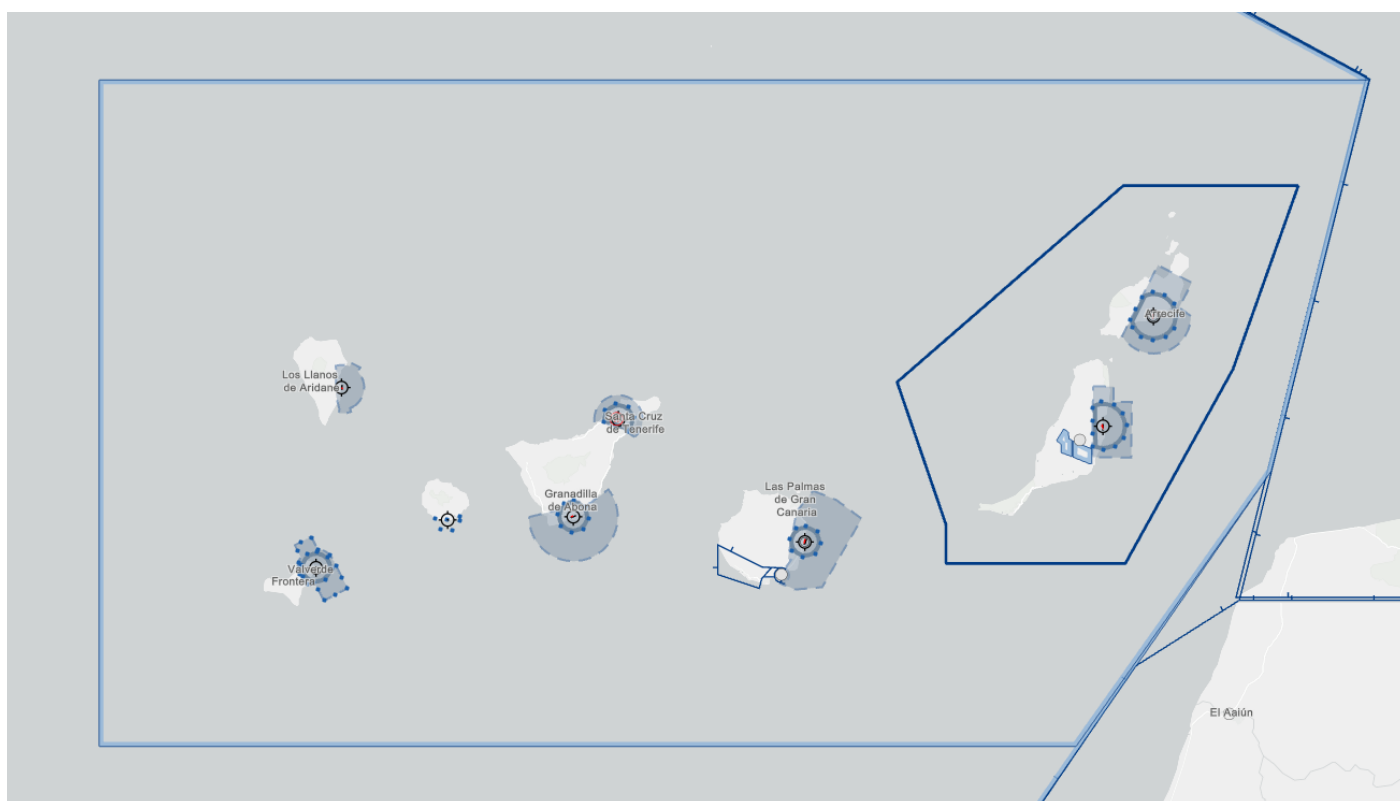 Arrecife
Los Llanos
de Aridane
Santa Cruz
de Tenerife
Las Palmas
de Gran
Canaria
Granadilla
de Abona
Valverde
Frontera
El Aaiún